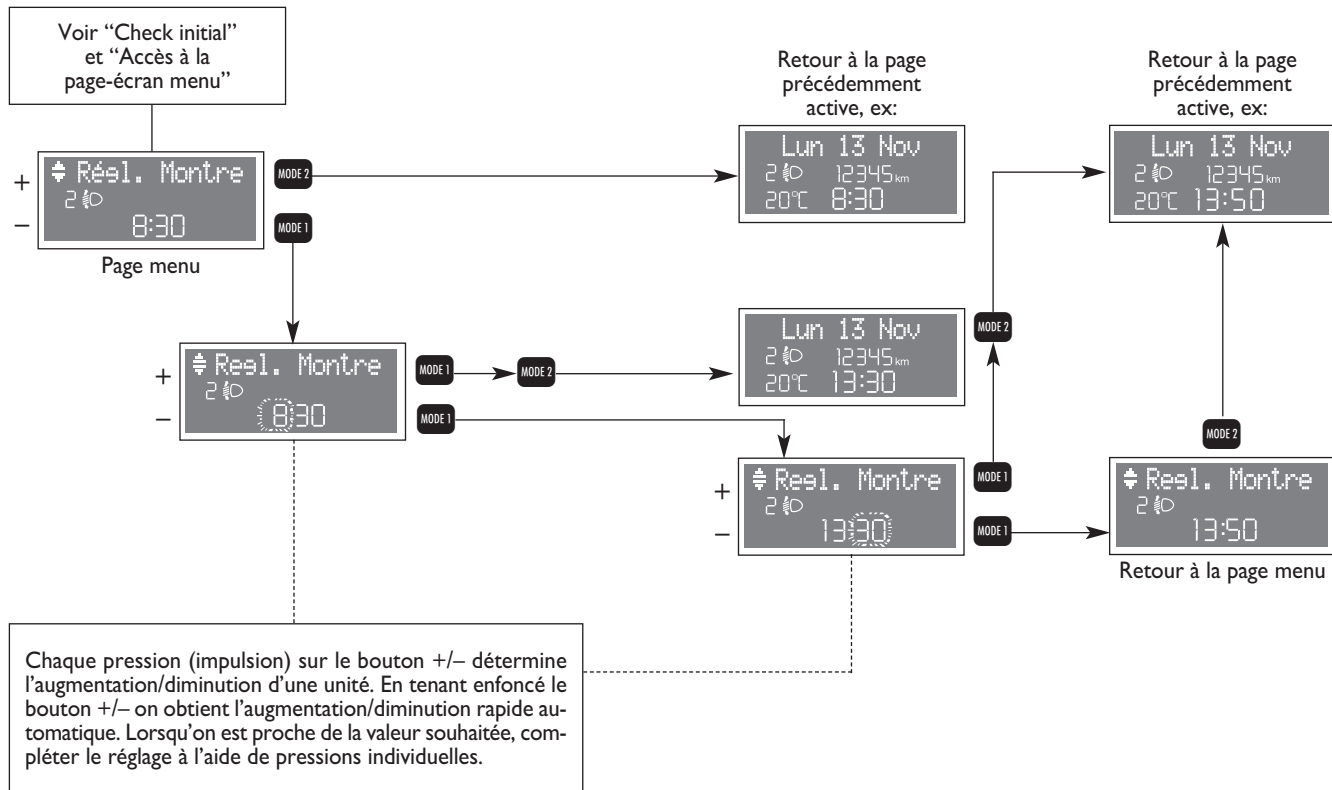 Voir “Check initial”
et “Accès à la
page-écran menu”
Retour à la page
précédemment
active, ex:
Retour à la page
précédemment
active, ex:
+
–
Régl. Montre
2
8:30
MODE 2
MODE 1
Page menu
Lun 13 Nov
2 12345 km
20°C 8:30
Lun 13 Nov
2 12345 km
20°C 13:50
+
–
Regl. Montre
2
8:30
MODE 1
MODE 2
MODE 1
Lun 13 Nov
2 12345 km
20°C 13:30
MODE 2
MODE 2
+
–
Regl. Montre
2
13:30
MODE 1
MODE 1
Regl. Montre
2
13:50
Retour à la page menu
Chaque pression (impulsion) sur le bouton +/– détermine
l’augmentation/diminution d’une unité. En tenant enfoncé le
bouton +/– on obtient l’augmentation/diminution rapide au-
tomatique. Lorsqu’on est proche de la valeur souhaitée, com-
pléter le réglage à l’aide de pressions individuelles.